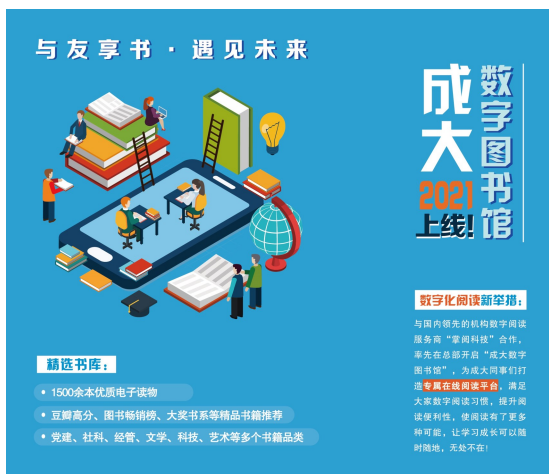 与友享书·遇见未来
数字图书馆
成大
2021
上线!
数字化阅读新举措:
与国内领先的机构数字阅读
服务商“掌阅科技”合作,
率先在总部开启“成大数字
图书馆”,为成大同事们打
造专属在线阅读平台,满足
大家数字阅读习惯,提升阅
读便利性,使阅读有了更多
种可能,让学习成长可以随
时随地,无处不在!
精选书库:
• 1500余本优质电子读物
• 豆瓣高分、图书畅销榜、大奖书系等精品书籍推荐
• 党建、社科、经管、文学、科技、艺术等多个书籍品类